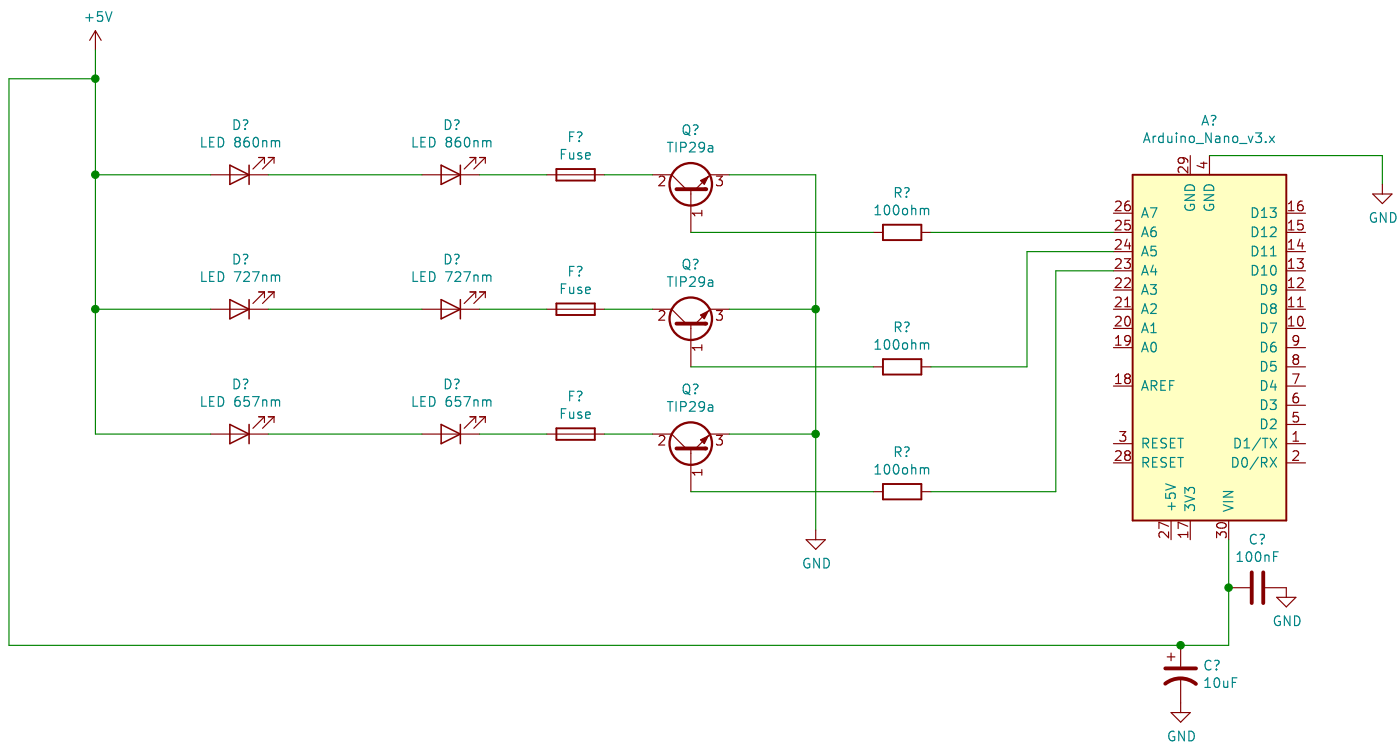 +5V
D?
LED 860nm
D?
LED 860nm
F?
Fuse
Q?
TIP29a
2
3
1
R?
100ohm
D?
LED 727nm
D?
LED 727nm
F?
Fuse
Q?
TIP29a
2
3
1
R?
100ohm
D?
LED 657nm
D?
LED 657nm
F?
Fuse
Q?
TIP29a
2
3
1
R?
100ohm
GND
A?
Arduino_Nano_v3.x
29
4
GND
GND
GND
26 A7
25 A6
24 A5
23 A4
22 A3
21 A2
20 A1
19 A0
18 AREF
3 RESET
28 RESET
D13 16
D12 15
D11 14
D10 13
D9 12
D8 11
D7 10
D6 9
D5 8
D4 7
D3 6
D2 5
D1/TX 1
D0/RX 2
+5V
3V3
VIN
27
17
30
C?
100nF
GND
+
C?
10uF
GND